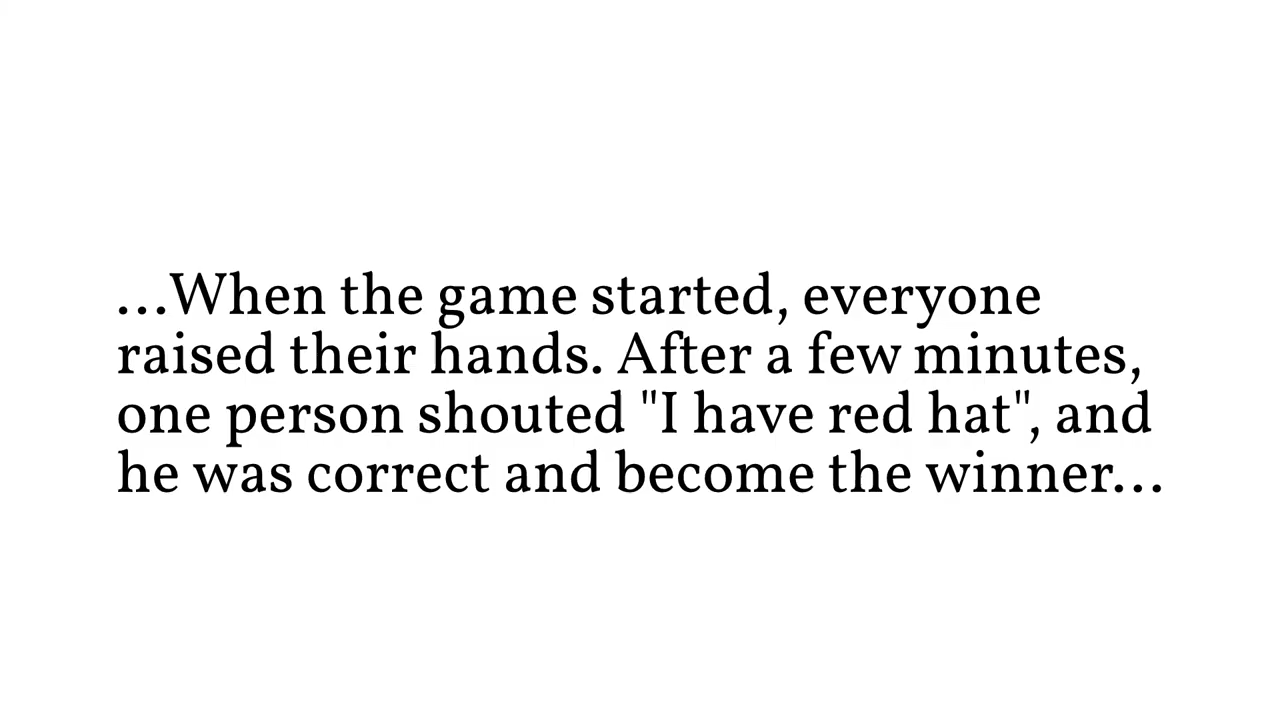 ...When the game started, everyone
raised their hands. After a few minutes,
one person shouted "I have red hat", and
he was correct and become the winner...